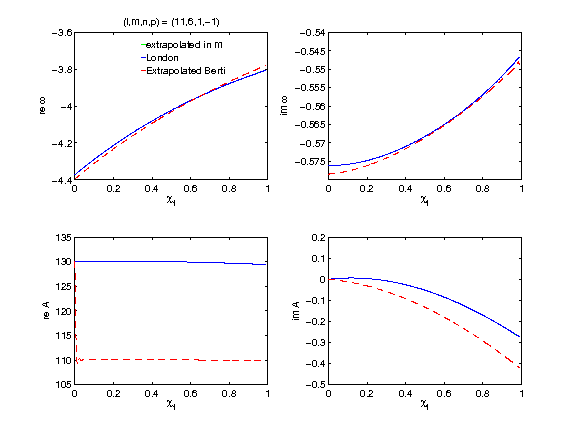 (l,m,n,p) = (11,6,1,−1)
extrapolated in m
London
Extrapolated Berti
−3.6
−3.8
−4
−4.2
−4.4
re ω
0 0.2 0.4 0.6 0.8 1
χf
−0.54
−0.545
−0.55
−0.555
−0.56
−0.565
−0.57
−0.575
im ω
0 0.2 0.4 0.6 0.8 1
χf
135
130
125
120
115
110
105
re A
0 0.2 0.4 0.6 0.8 1
χf
0.2
0.1
0
−0.1
−0.2
−0.3
−0.4
−0.5
im A
0 0.2 0.4 0.6 0.8 1
χf